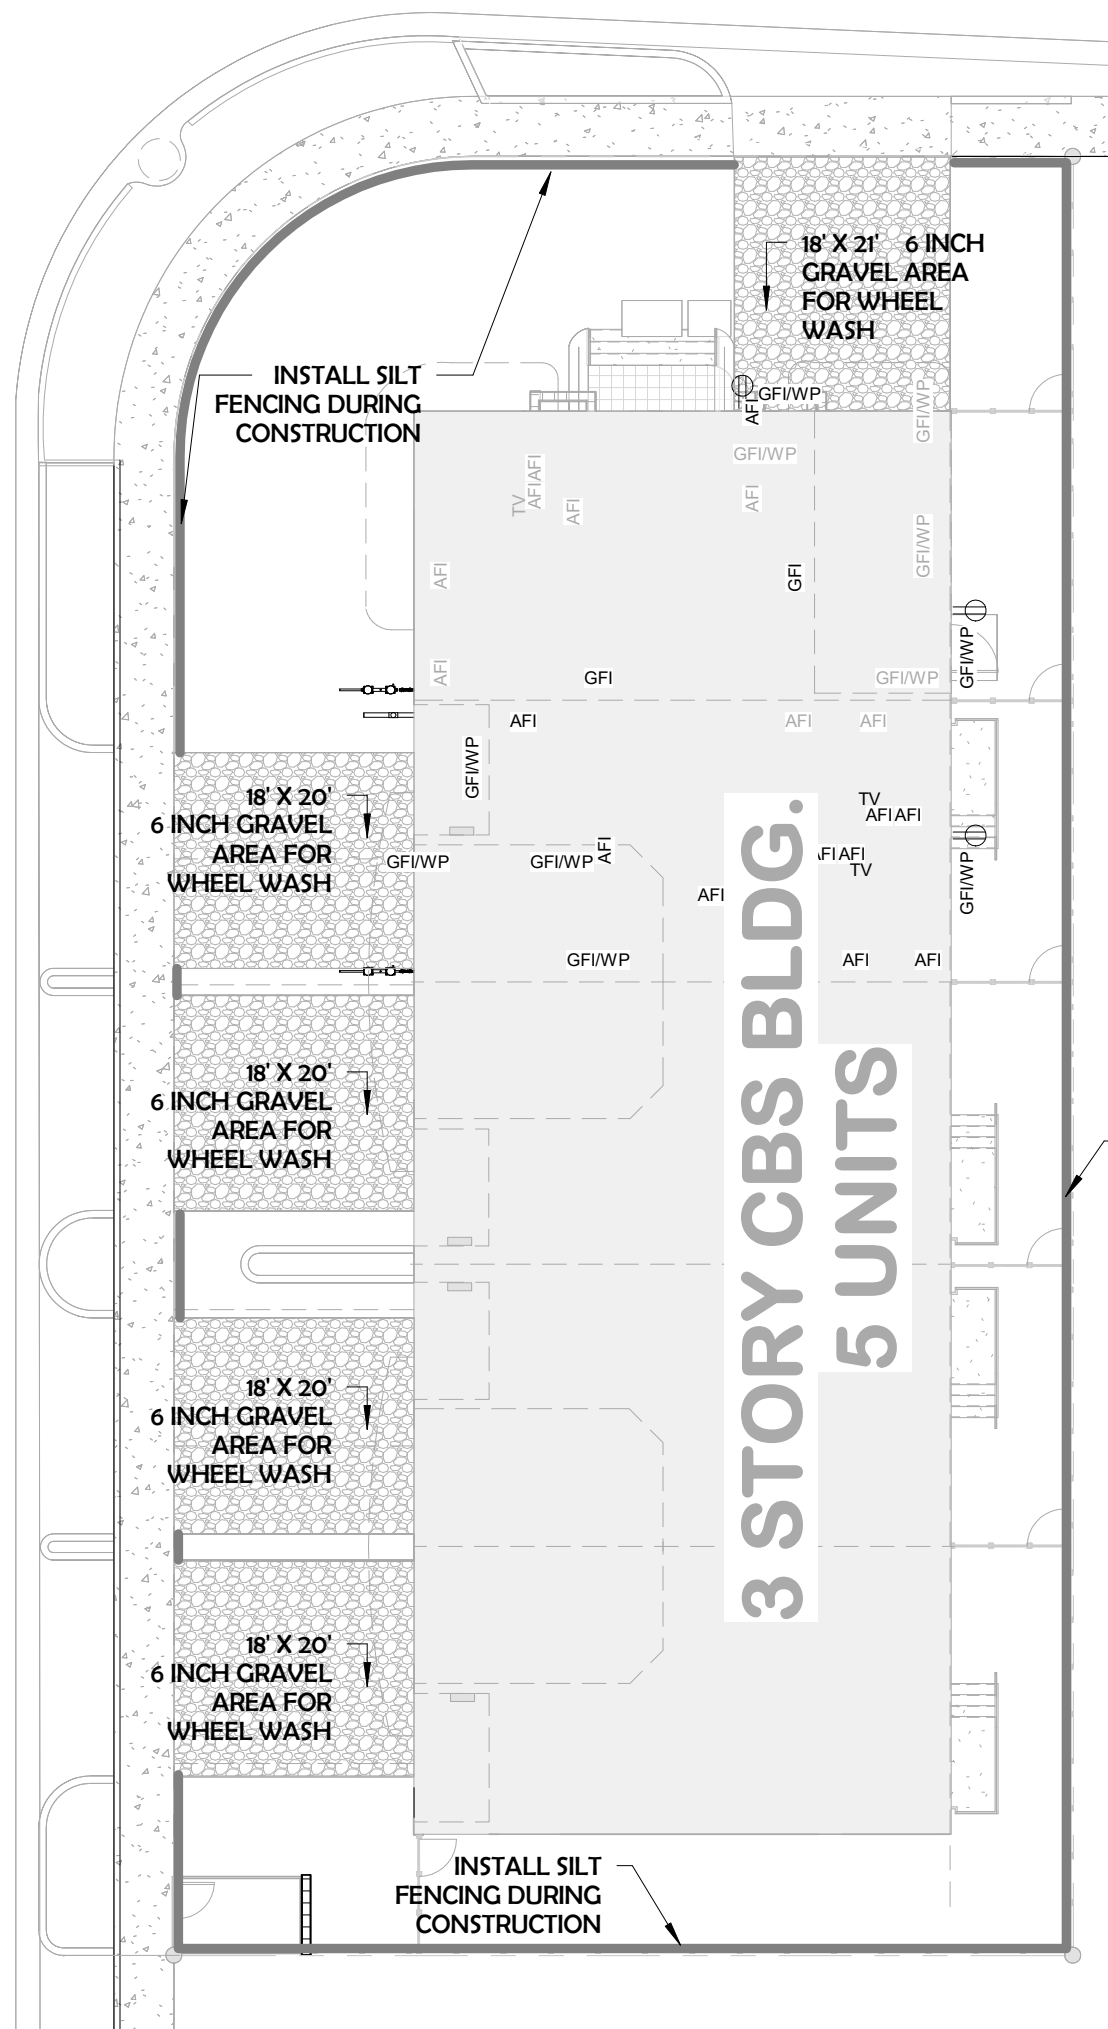 18' X 21'   6 INCH
GRAVEL AREA
FOR WHEEL
WASH
INSTALL SILT
FENCING DURING
CONSTRUCTION
GFI/WP
AFI
GFI/WP
GFI/WP
AFI
AFI
TV
AFI
AFI
GFI/WP
AFI
GFI
AFI
GFI/WP
GFI
GFI/WP
AFI
AFI
AFI
GFI/WP
18' X 20'
6 INCH GRAVEL
AREA FOR
WHEEL WASH
TV
AFI AFI
AFI
GFI/WP
GFI/WP
AFI
TV
AFI
GFI/WP
GFI/WP
AFI
AFI
3 STORY CBS BLDG.
5 UNITS
18' X 20'
6 INCH GRAVEL
AREA FOR
WHEEL WASH
18' X 20'
6 INCH GRAVEL
AREA FOR
WHEEL WASH
18' X 20'
6 INCH GRAVEL
AREA FOR
WHEEL WASH
INSTALL SILT
FENCING DURING
CONSTRUCTION